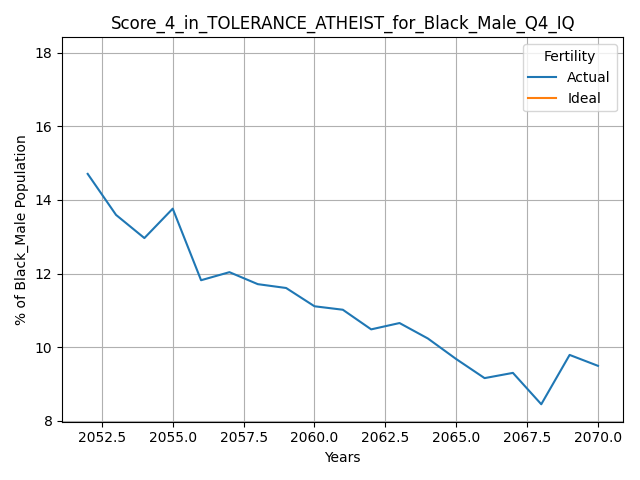 Score_4_in_TOLERANCE_ATHEIST_for_Black_Male_Q4_IQ
Fertility
Actual
Ideal
% of Black_Male Population
18
16
14
12
10
8
2052.5 2055.0 2057.5 2060.0 2062.5 2065.0 2067.5 2070.0
Years